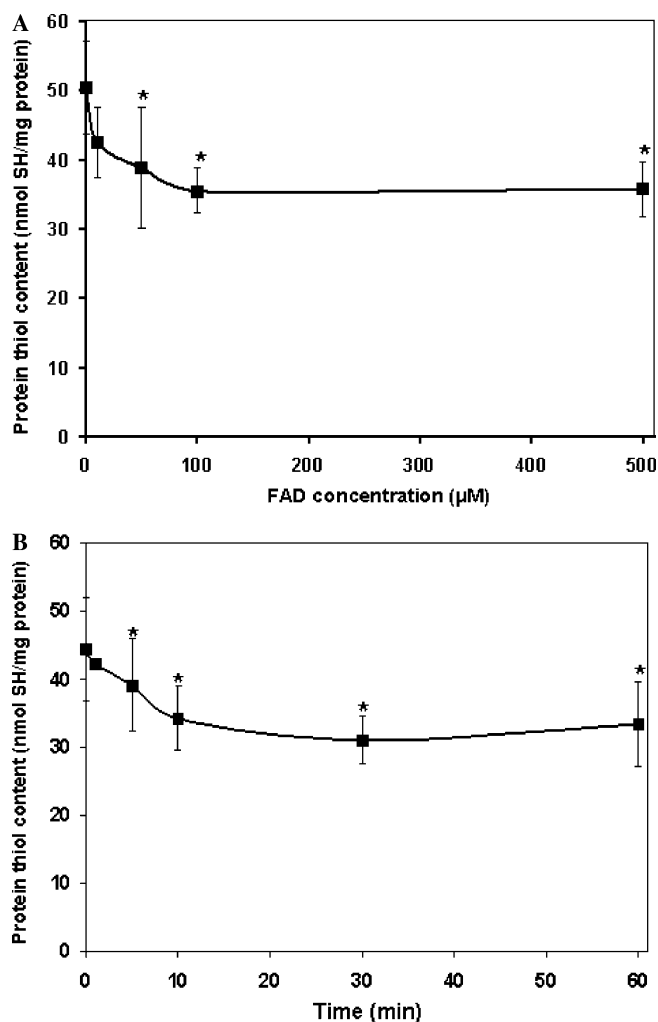 A
Protein thiol content (nmol SH/mg protein)
60
50
40
30
20
10
0
* * *
0 100 200 300 400 500
FAD concentration (µM)
B
Protein thiol content (nmol SH/mg protein)
60
50
40
30
20
10
0
* * * *
0 10 20 30 40 50 60
Time (min)